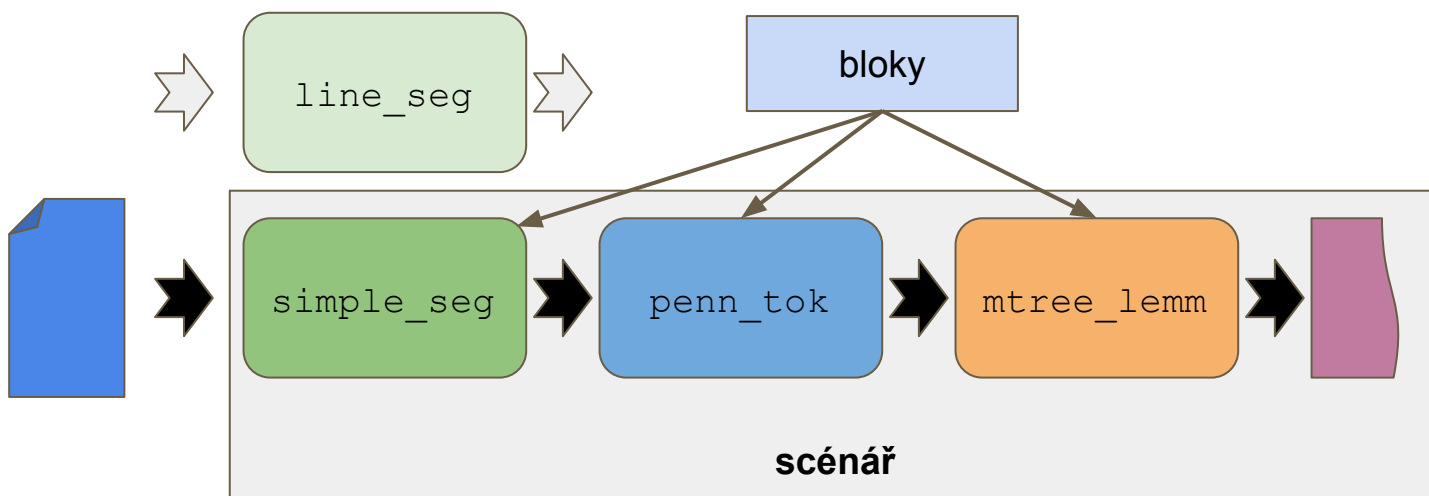 line_seg
bloky
simple_seg
penn_tok
mtree_lemm
scénář